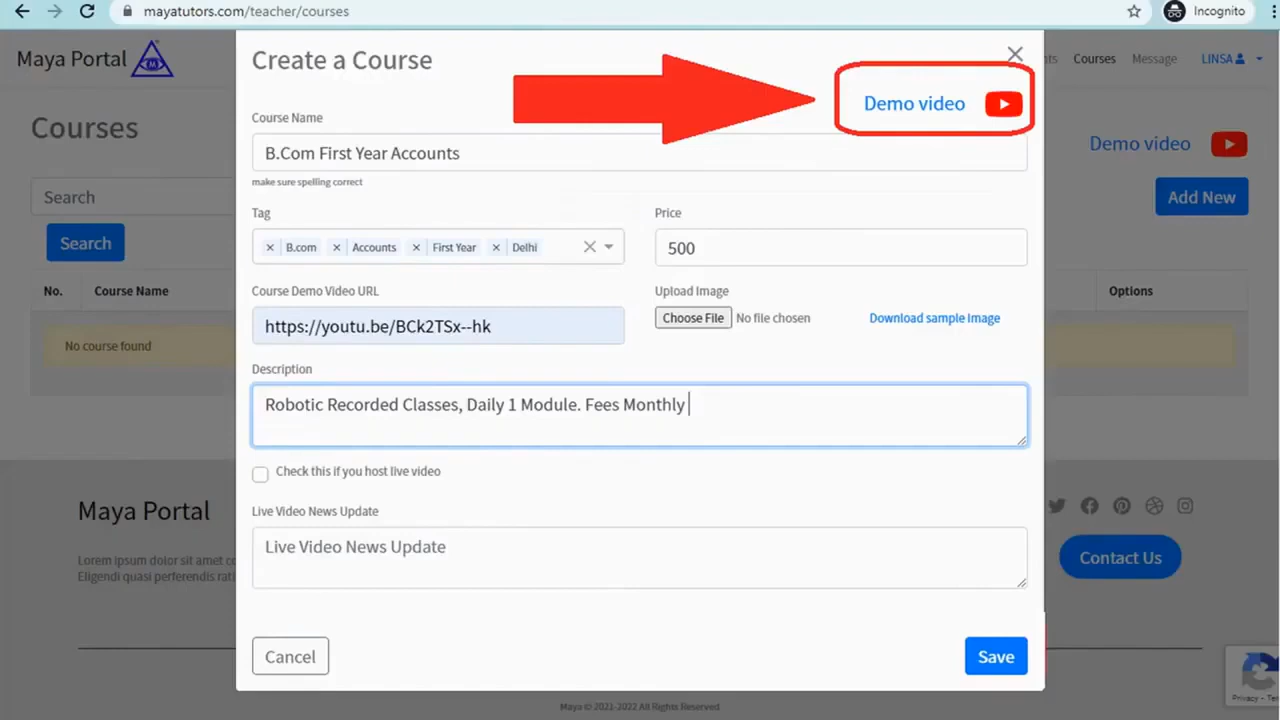 mayatutors.com/teacher/courses
Incognito
Maya Portal
Create a Course
nts Courses Message LINSA
Demo video
Courses
Course Name
B.Com First Year Accounts
make sure spelling correct
Demo video
Search
Add New
Tag
Price
× B.com × Accounts × First Year × Delhi
500
Search
No. Course Name
Options
Course Demo Video URL
Upload Image
https://youtu.be/BCk2TSx--hk
Choose File No file chosen
Download sample Image
No course found
Description
Robotic Recorded Classes, Daily 1 Module. Fees Monthly
Check this if you host live video
Maya Portal
Live Video News Update
Live Video News Update
Lorem ipsum dolor sit amet co
Eligendi quasi perferendis rati
Contact Us
Cancel
Save
Privacy - Ter
Maya © 2021-2022 All Rights Reserved